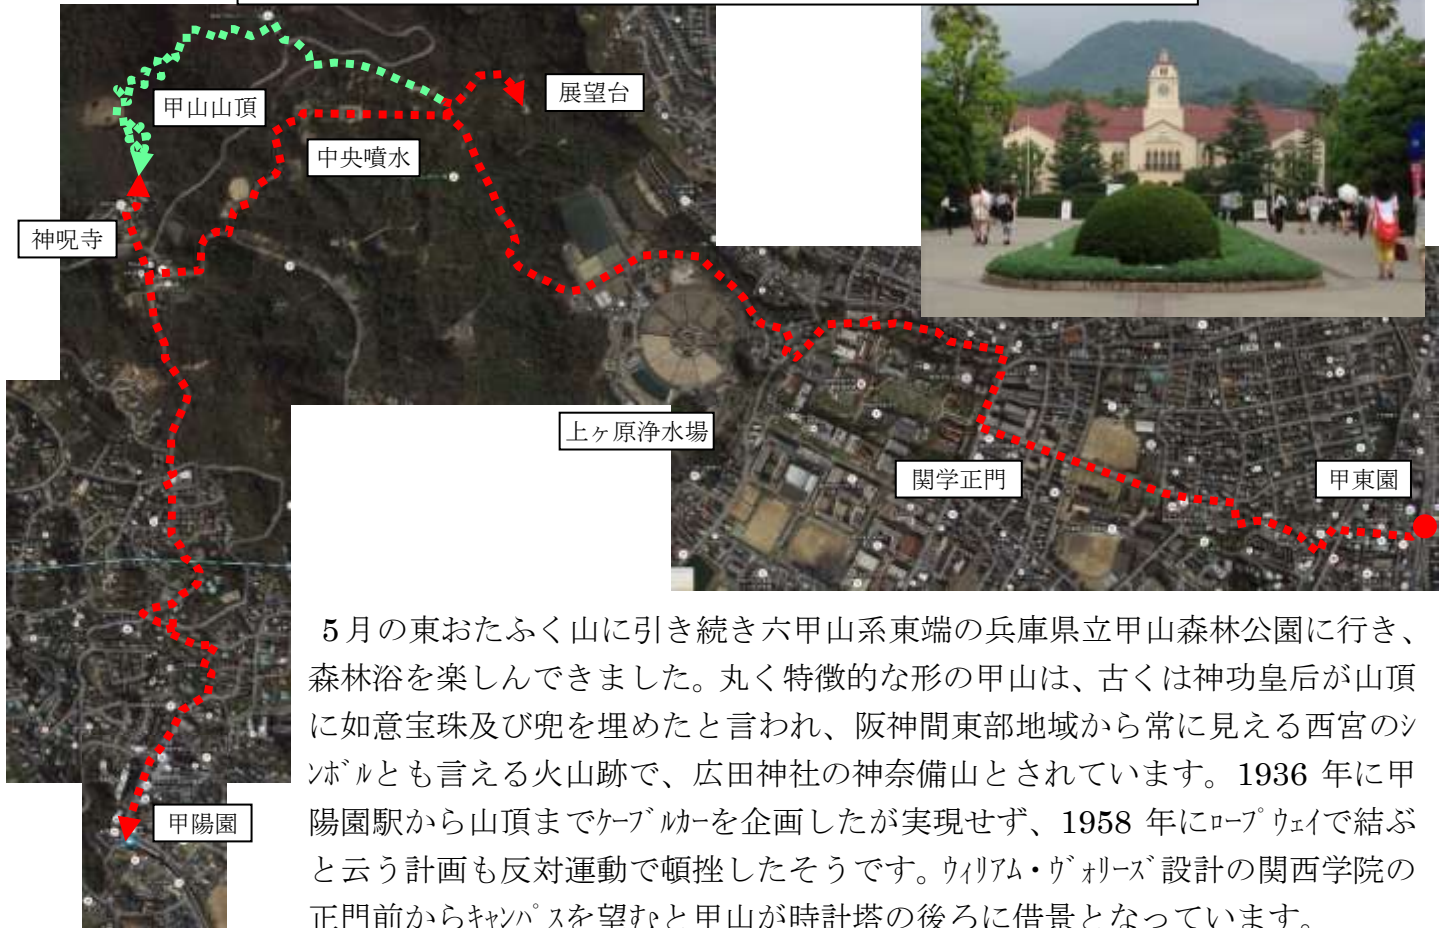 展望台
甲山山頂
中央噴水
神呪寺
上ヶ原浄水場
関学正門
甲東園
甲陽園
5月の東おたふく山に引き続き六甲山系東端の兵庫県立甲山森林公園に行き、
森林浴を楽しんできました。丸く特徴的な形の甲山は、古くは神功皇后が山頂
に如意宝珠及び兜を埋めたと言われ、阪神間東部地域から常に見える西宮のｼ
ﾝﾎﾞﾙとも言える火山跡で、広田神社の神奈備山とされています。1936 年に甲
陽園駅から山頂までｹｰﾌﾞﾙｶｰを企画したが実現せず、1958 年にﾛｰﾌﾟｳｪｲで結ぶ
と云う計画も反対運動で頓挫したそうです。ｳｨﾘｱﾑ・ｳﾞｫﾘｰｽﾞ設計の関西学院の
正門前からｷｬﾝﾊﾟｽを望むと甲山が時計塔の後ろに借景となっています。